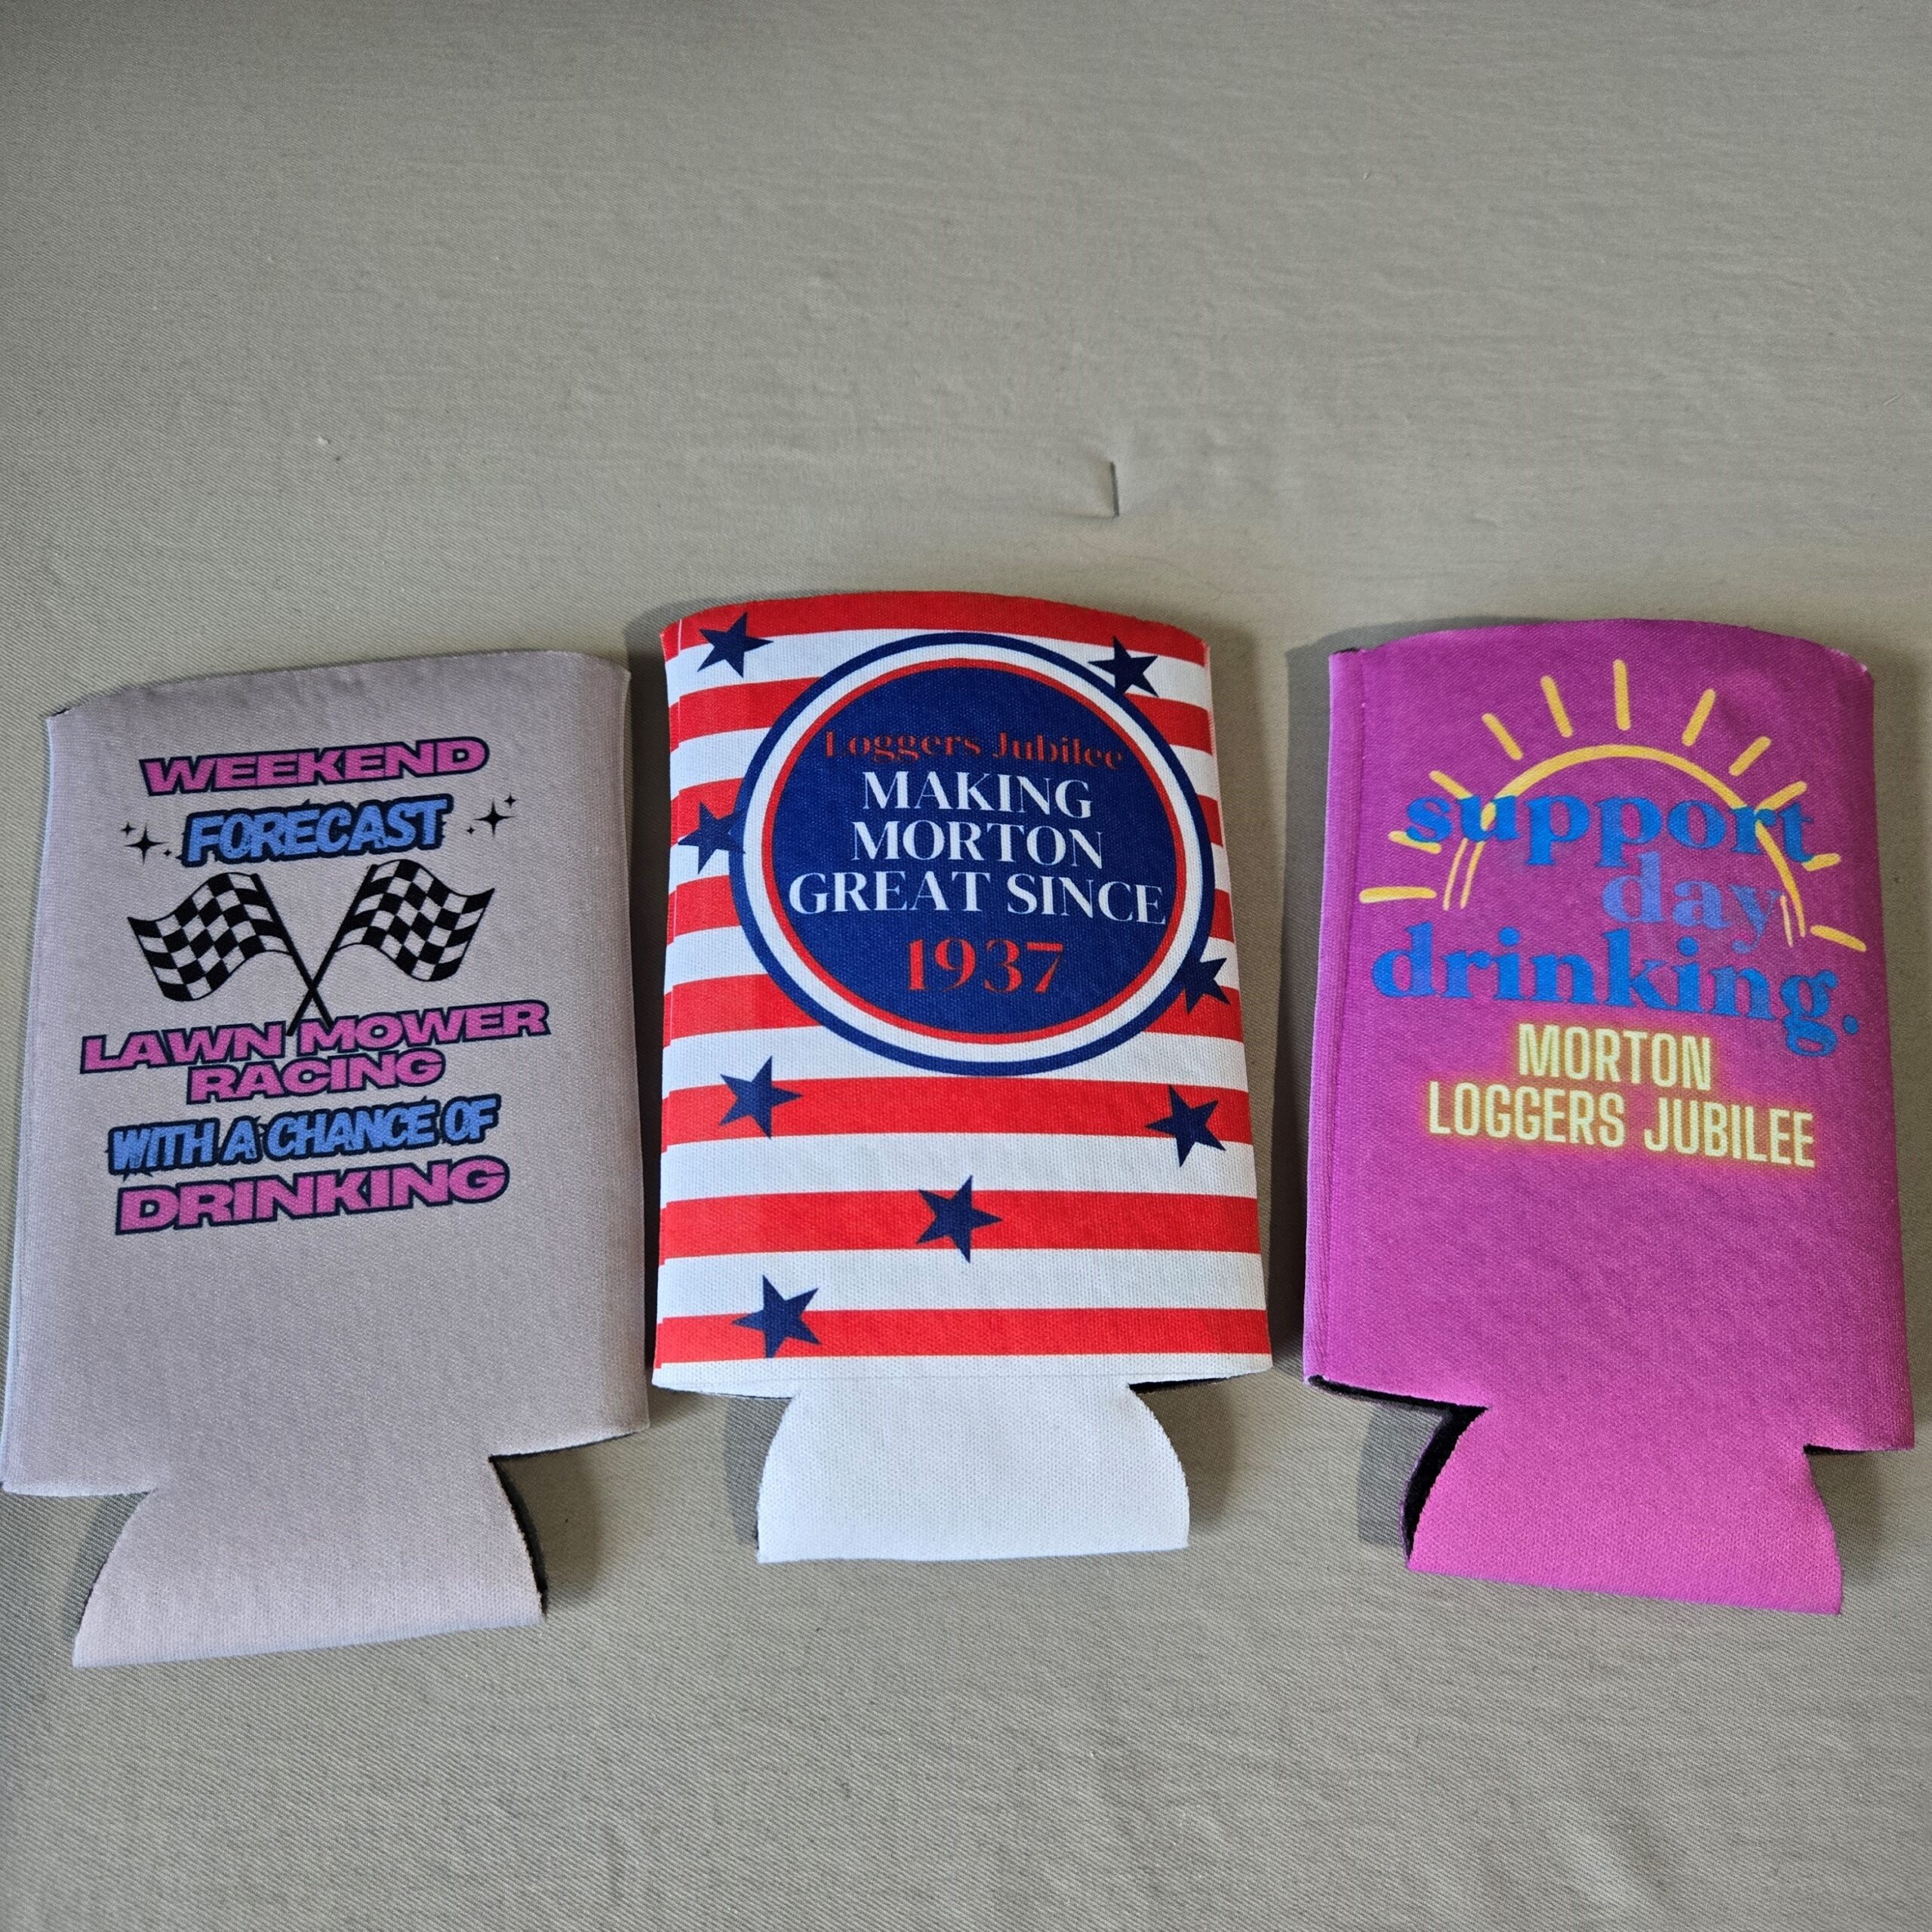 WEEKEND
FORECAST
LAWN MOWER
RACING
WITH A CHANCE OF
DRINKING
Loggers Jubilee
MAKING
MORTON
GREAT SINCE
1937
support
day
drinking.
MORTON
LOGGERS JUBILEE